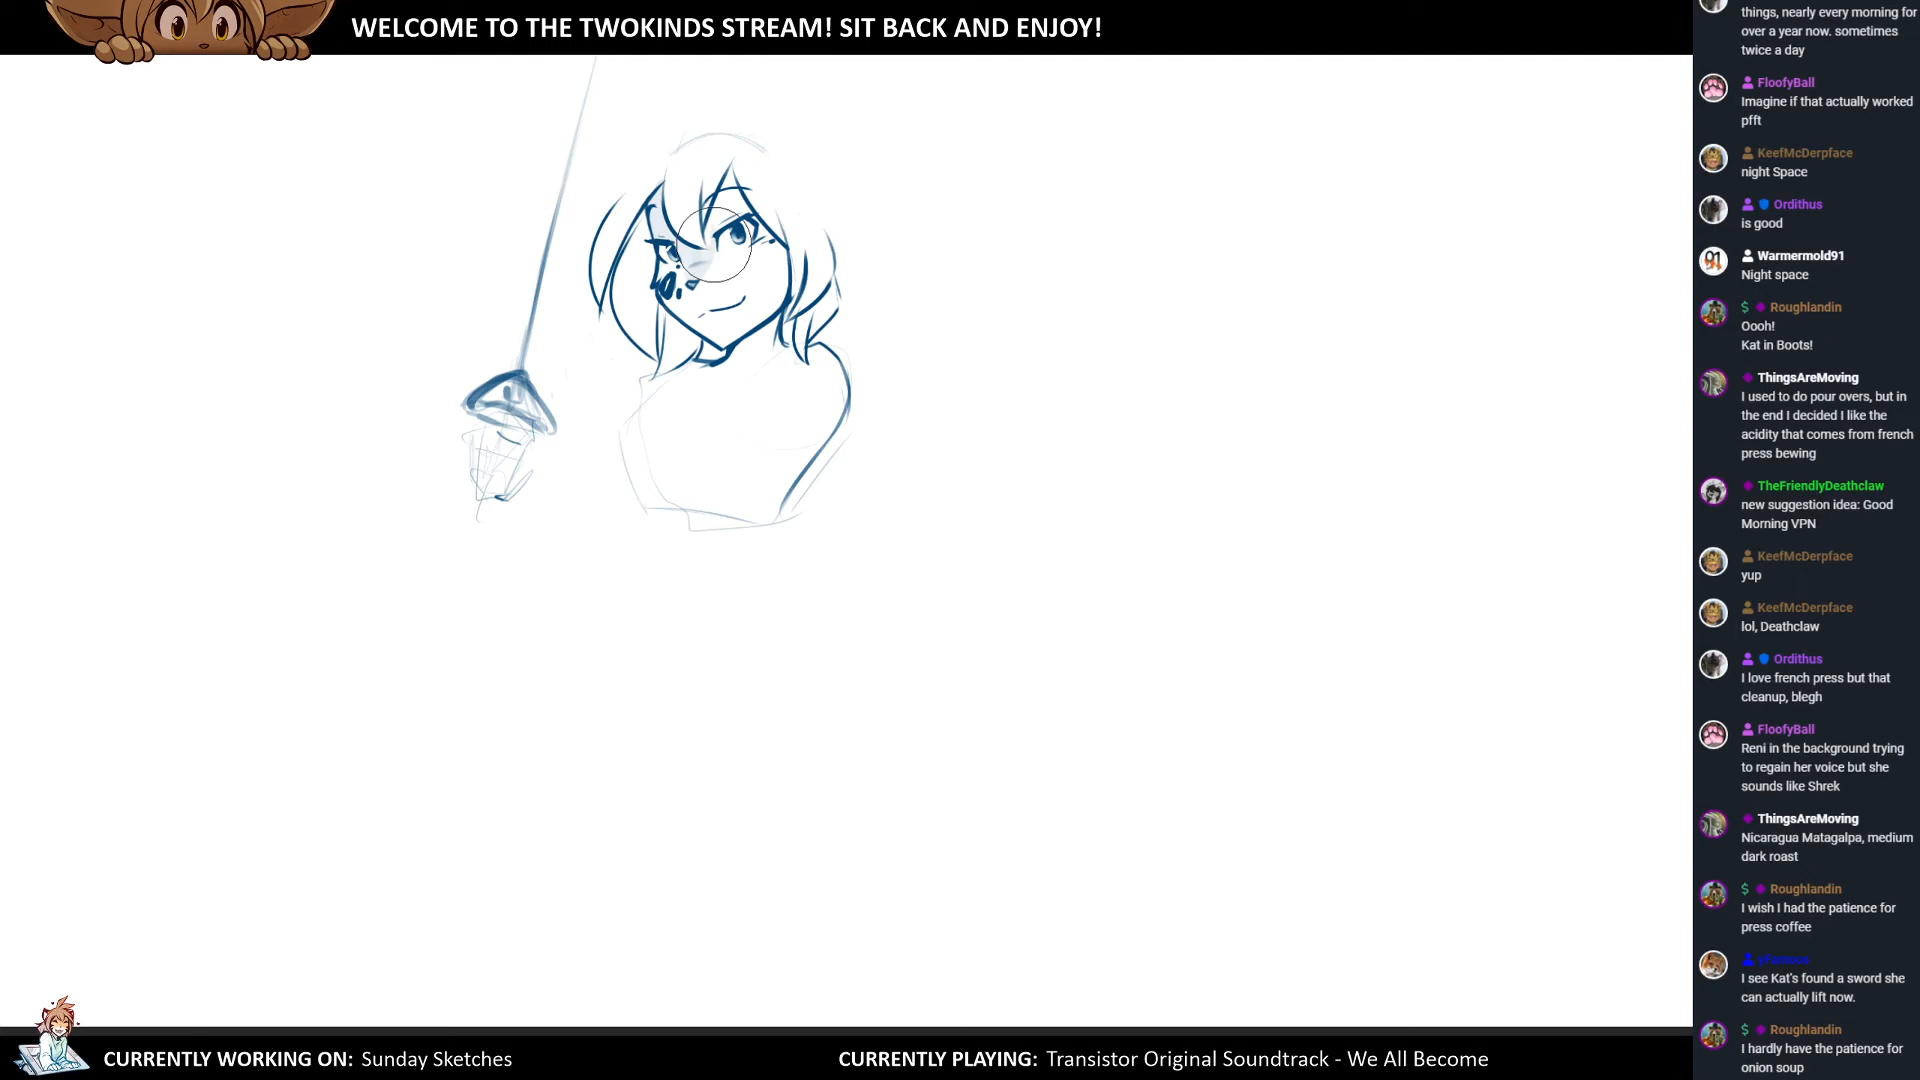 WELCOME TO THE TWOKINDS STREAM! SIT BACK AND ENJOY!
things, nearly every morning for
over a year now. sometimes
twice a day
FloofyBall
Imagine if that actually worked
pfft
KeefMcDerpface
night Space
Ordithus
is good
Warmermold91
Night space
Roughlandin
Oooh!
Kat in Boots!
ThingsAreMoving
I used to do pour overs, but in
the end I decided I like the
acidity that comes from french
press bewing
TheFriendlyDeathclaw
new suggestion idea: Good
Morning VPN
KeefMcDerpface
yup
KeefMcDerpface
lol, Deathclaw
Ordithus
I love french press but that
cleanup, blegh
FloofyBall
Reni in the background trying
to regain her voice but she
sounds like Shrek
ThingsAreMoving
Nicaragua Matagalpa, medium
dark roast
Roughlandin
I wish I had the patience for
press coffee
I see Kat's found a sword she
can actually lift now.
Roughlandin
I hardly have the patience for
onion soup
CURRENTLY WORKING ON: Sunday Sketches
CURRENTLY PLAYING: Transistor Original Soundtrack - We All Become